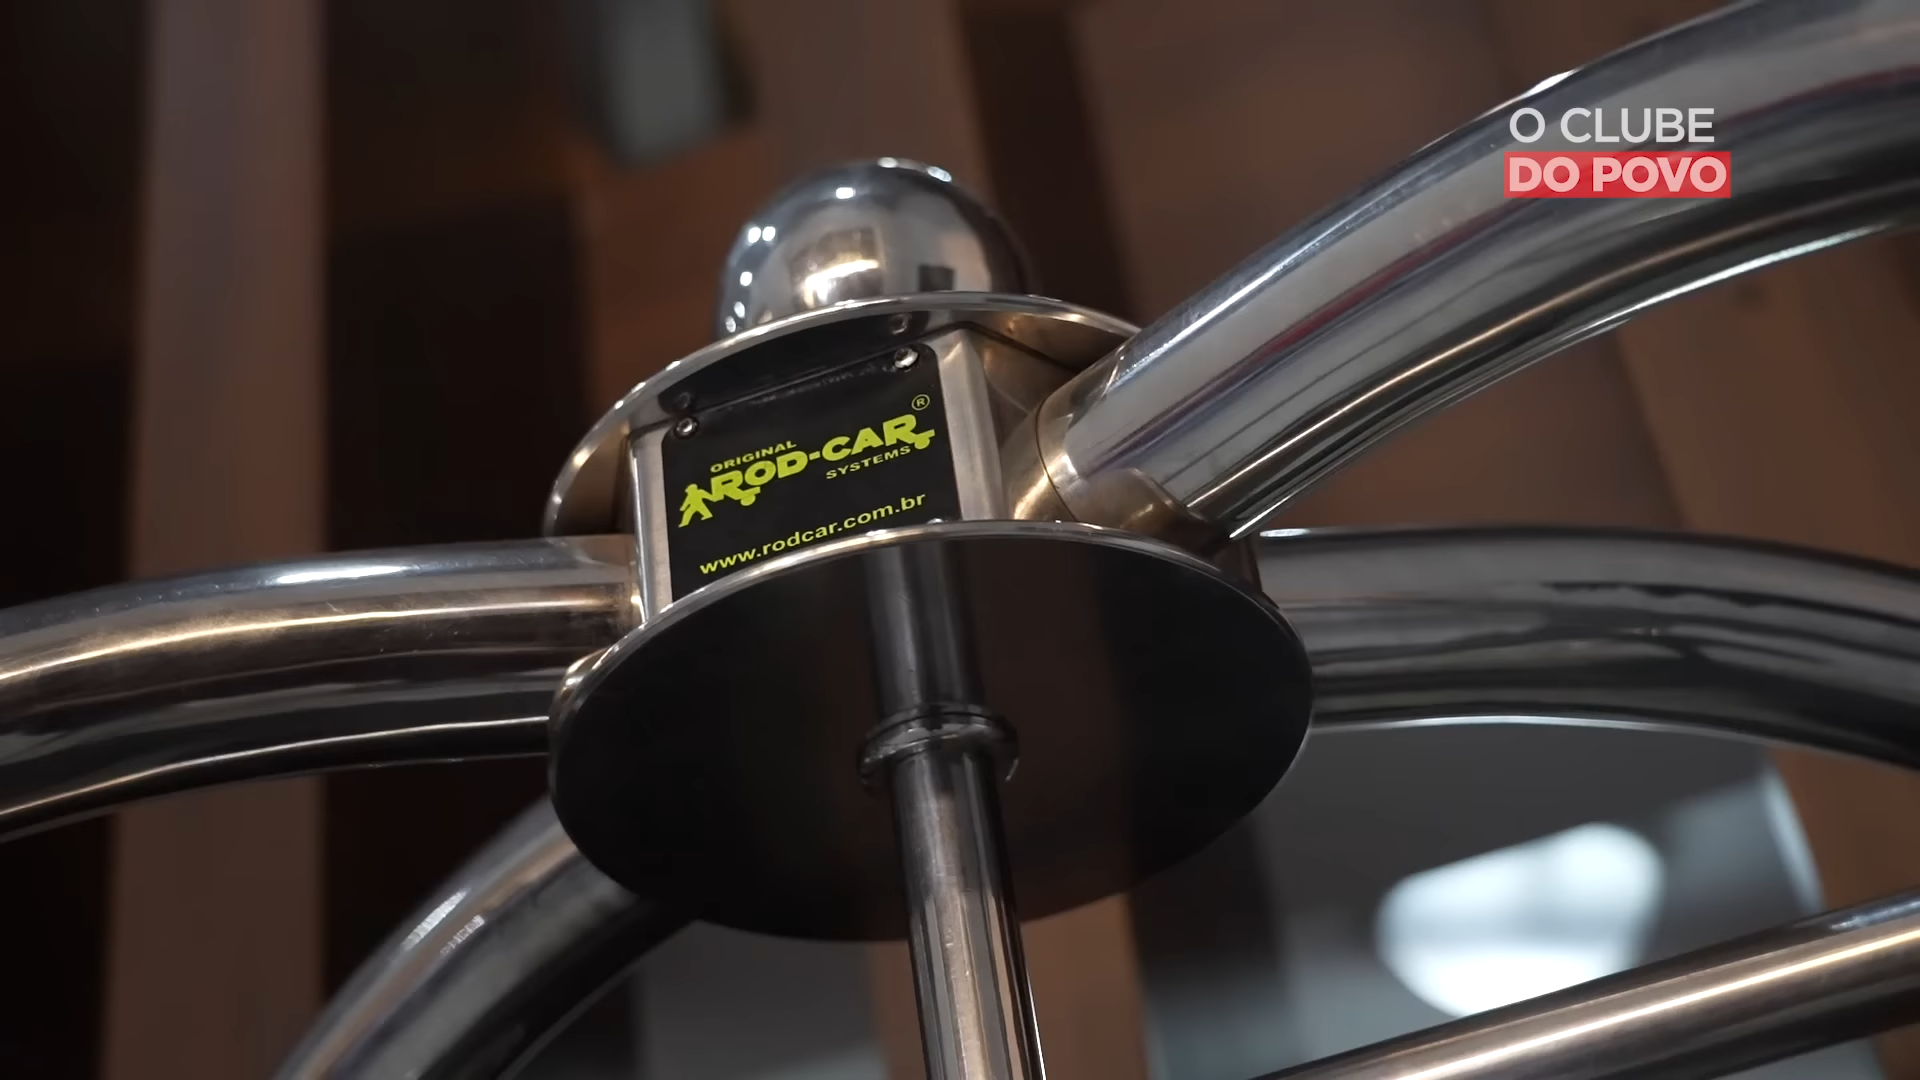 O CLUBE
DO POVO
ORIGINAL
ROD-CAR®
SYSTEMS
www.rodcar.com.br